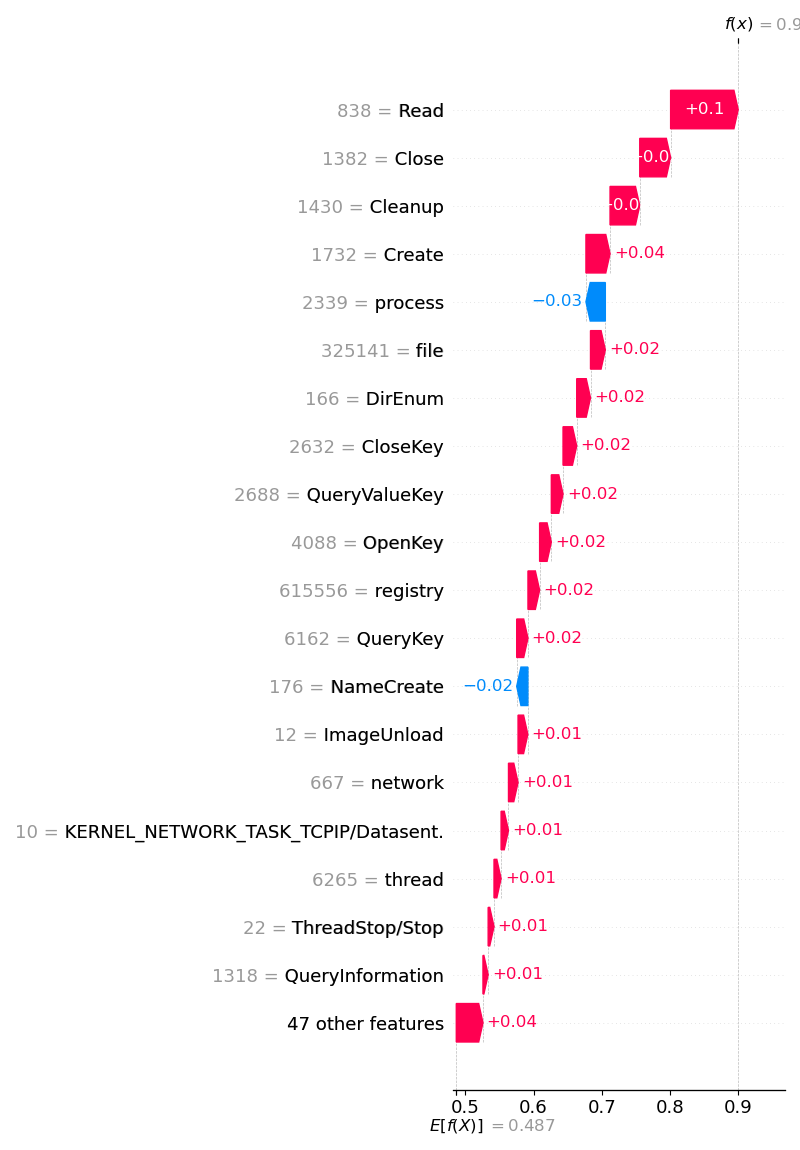 f(x) = 0.9
838 = Read +0.1
1382 = Close +0.0
1430 = Cleanup +0.0
1732 = Create +0.04
2339 = process −0.03
325141 = file +0.02
166 = DirEnum +0.02
2632 = CloseKey +0.02
2688 = QueryValueKey +0.02
4088 = OpenKey +0.02
615556 = registry +0.02
6162 = QueryKey +0.02
176 = NameCreate −0.02
12 = ImageUnload +0.01
667 = network +0.01
10 = KERNEL_NETWORK_TASK_TCPIP/Datasent. +0.01
6265 = thread +0.01
22 = ThreadStop/Stop +0.01
1318 = QueryInformation +0.01
47 other features +0.04
0.5 0.6 0.7 0.8 0.9
E[f(X)] = 0.487